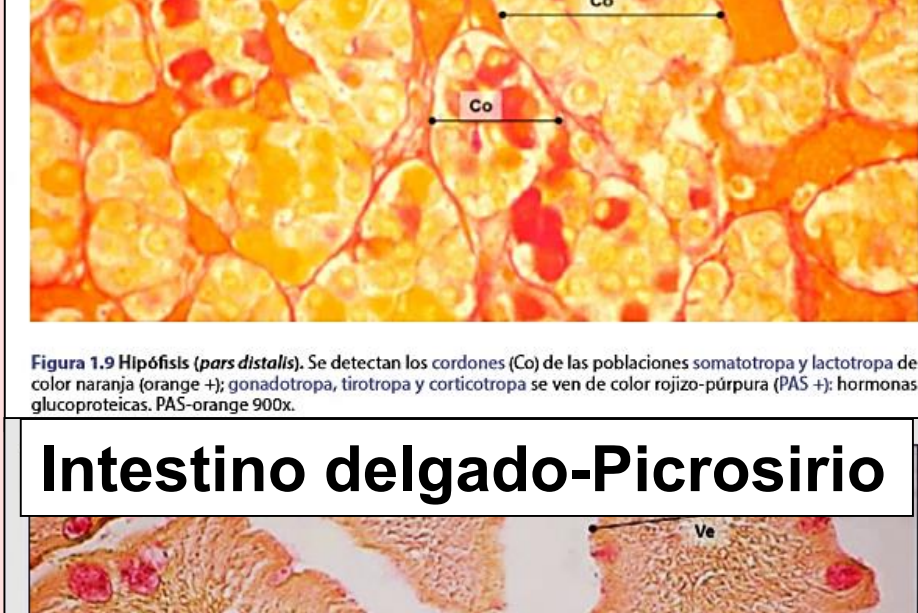 Co
Co
Figura 1.9 Hipófisis (pars distalis). Se detectan los cordones (Co) de las poblaciones somatotropa y lactotropa de
color naranja (orange +); gonadotropa, tirotropa y corticotropa se ven de color rojizo-púrpura (PAS +): hormonas
glucoproteicas. PAS-orange 900x.
Intestino delgado-Picrosirio
Ve